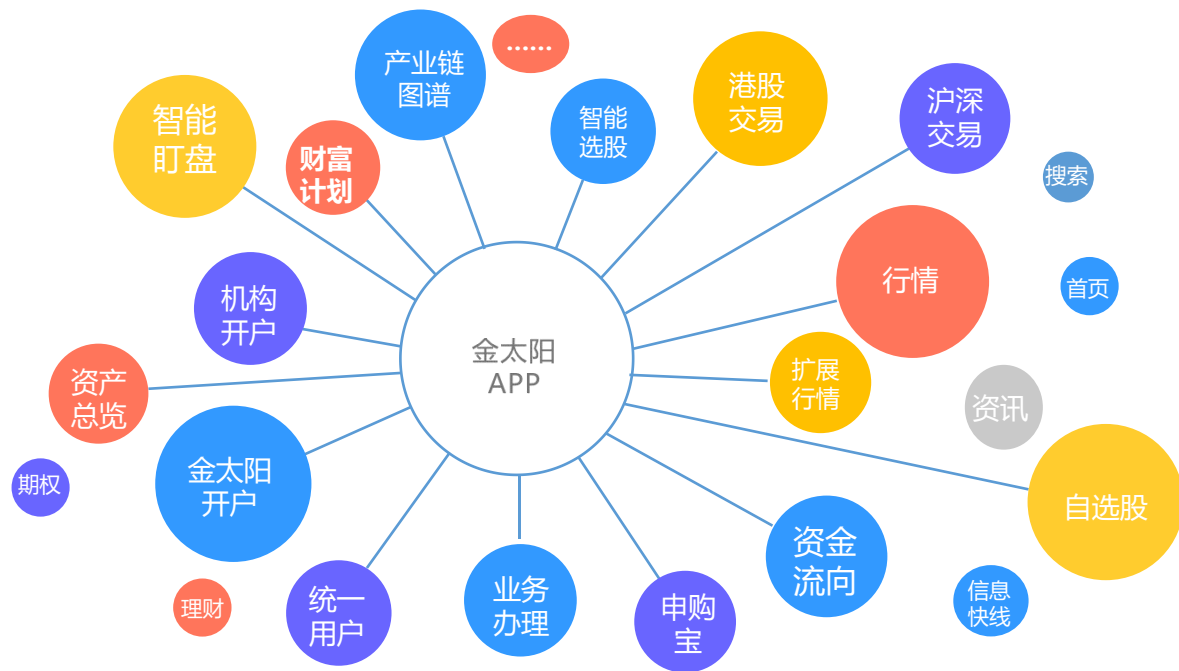 ……
产业链
图谱
智能
盯盘
财富
计划
智能
选股
港股
交易
沪深
交易
搜索
机构
开户
行情
首页
金太阳
APP
资产
总览
扩展
行情
资讯
金太阳
开户
期权
自选股
资金
流向
理财
统一
用户
业务
办理
申购
宝
信息
快线